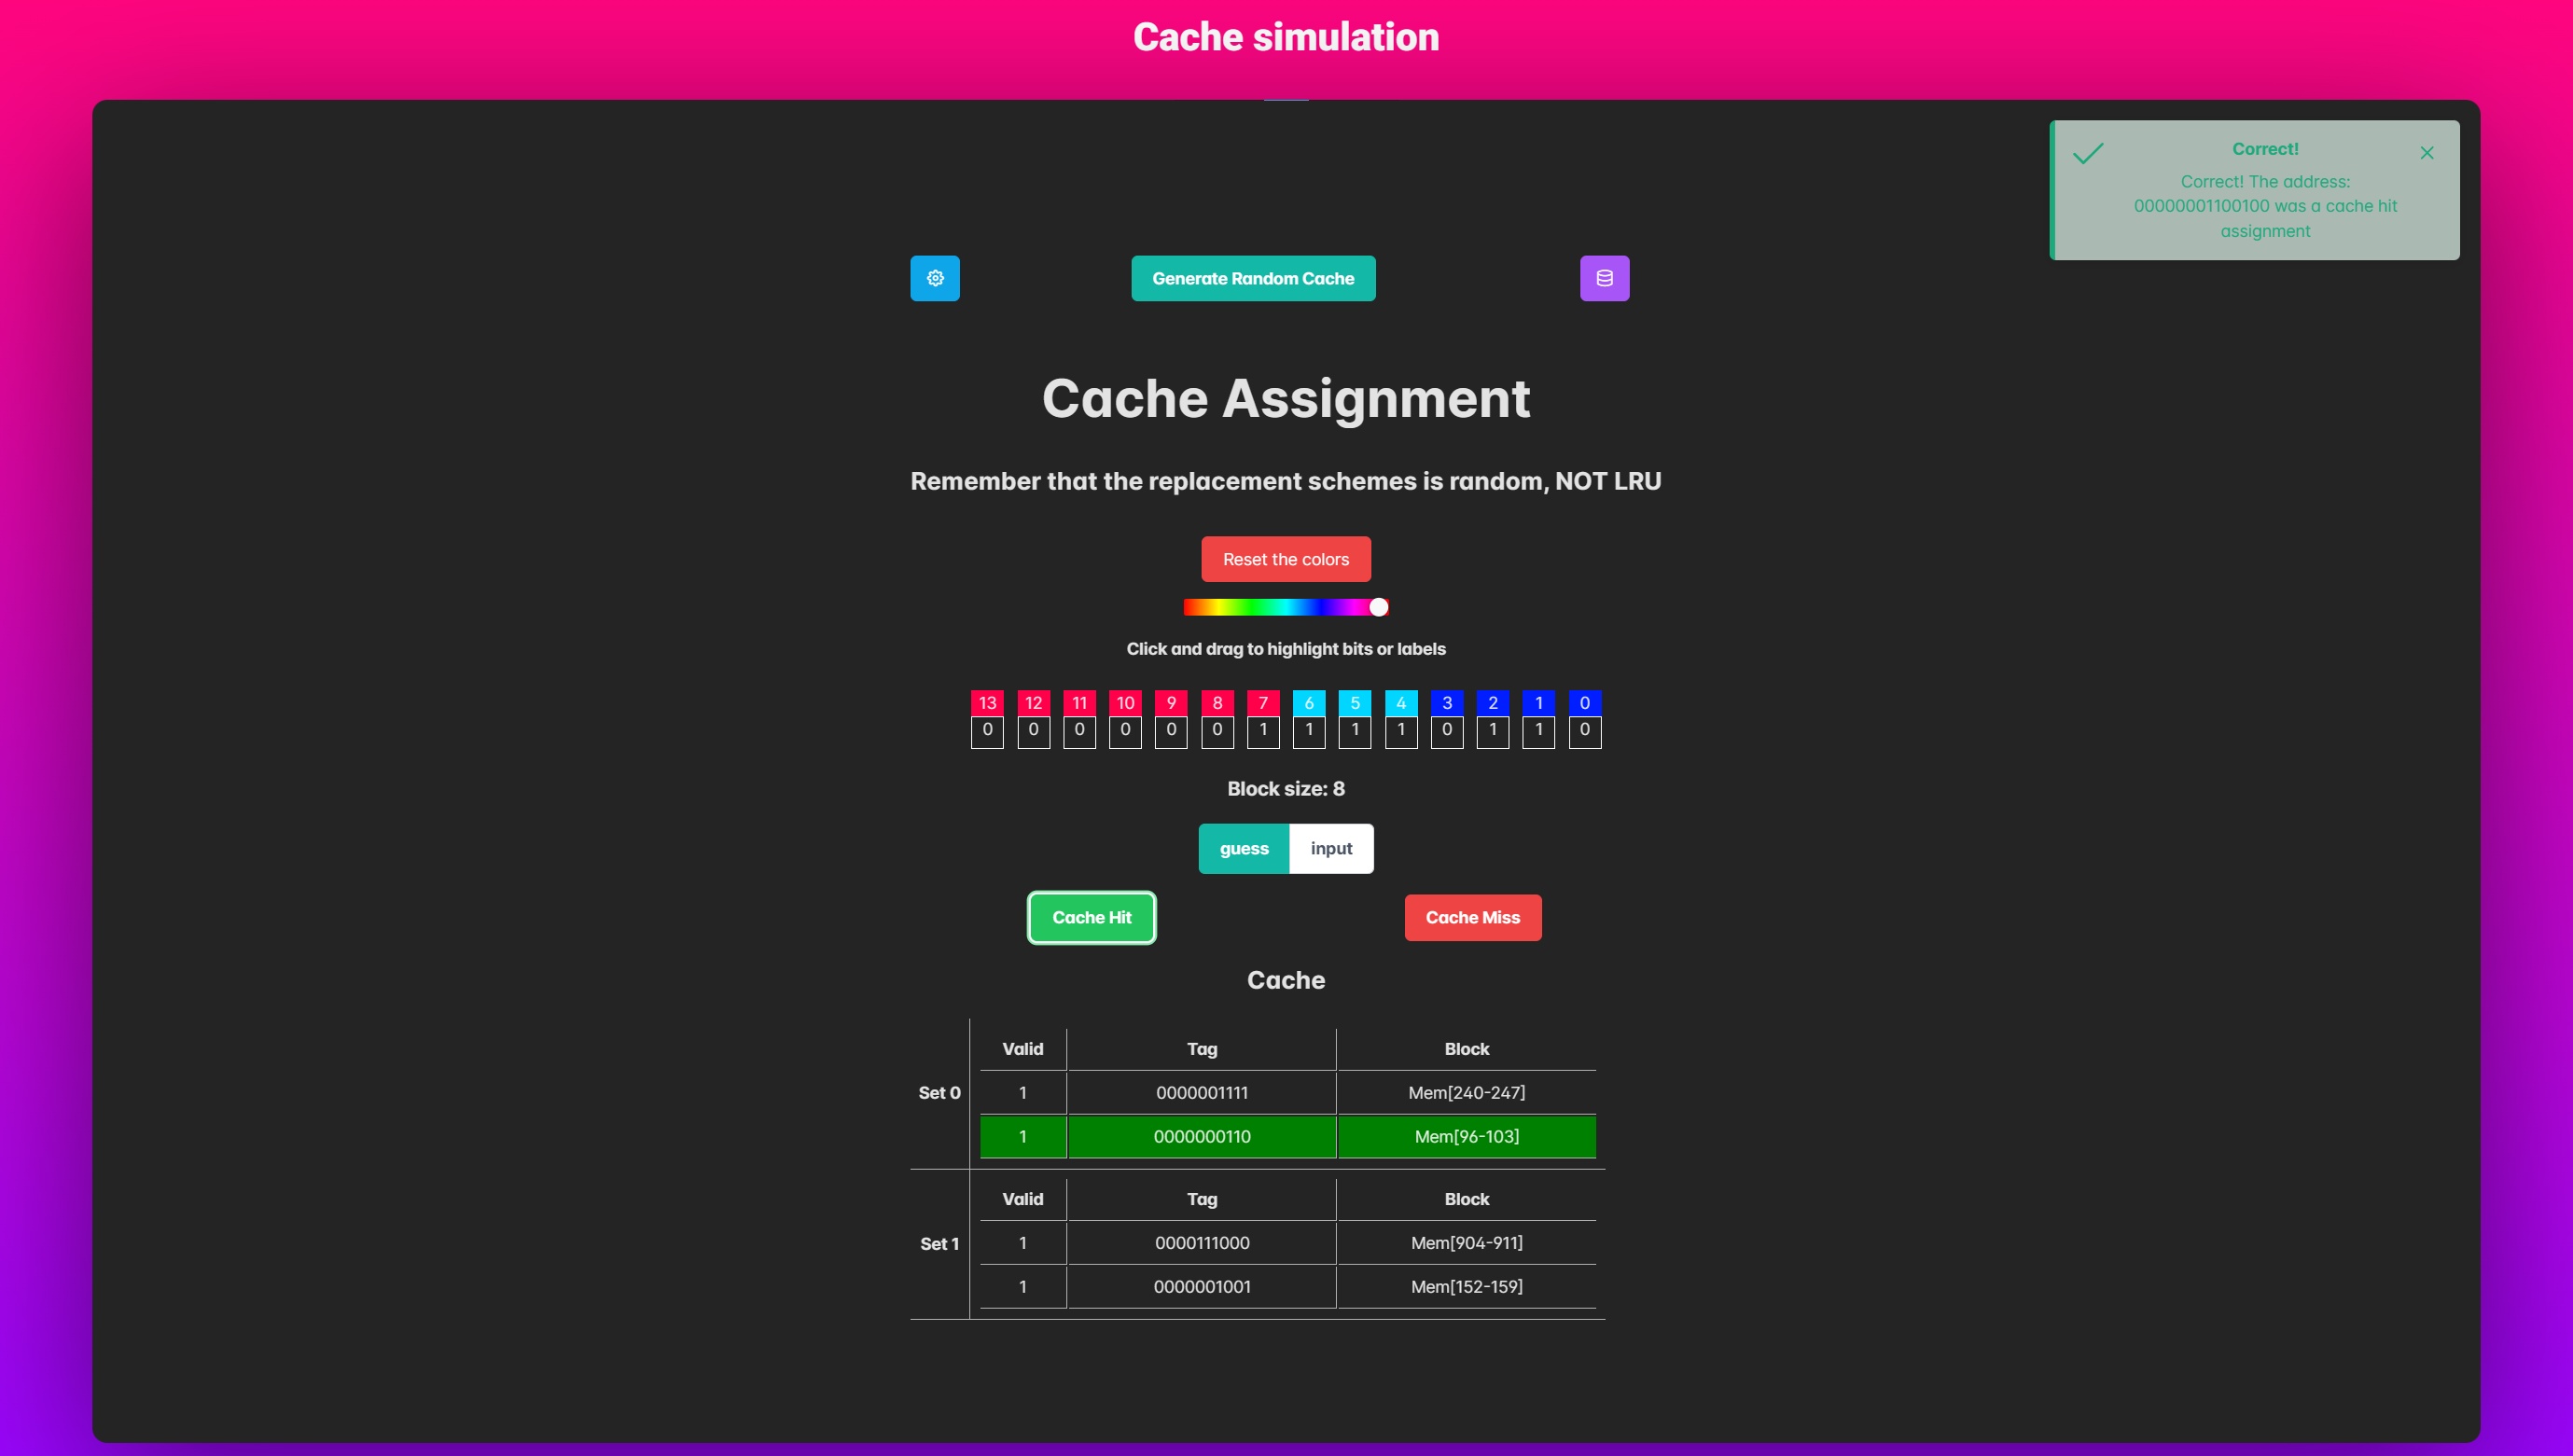 Cache simulation
Correct!
Correct! The address:
00000001100100 was a cache hit
assignment
Generate Random Cache
Cache Assignment
Remember that the replacement schemes is random, NOT LRU
Reset the colors
Click and drag to highlight bits or labels
13 12 11 10 9 8 7 6 5 4 3 2 1 0
0 0 0 0 0 0 1 1 1 1 0 1 1 0
Block size: 8
guess input
Cache Hit Cache Miss
Cache
Valid Tag Block
Set 0
1 0000001111 Mem[240-247]
1 0000000110 Mem[96-103]
Valid Tag Block
Set 1
1 0000111000 Mem[904-911]
1 0000001001 Mem[152-159]